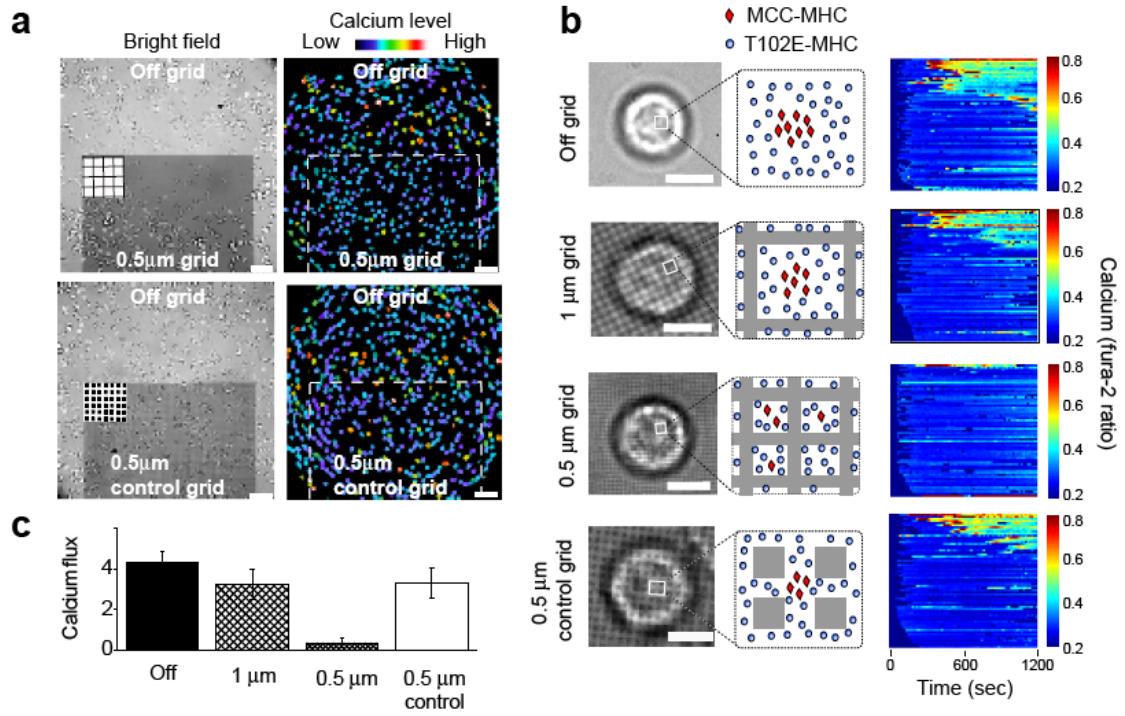 a
Bright field
Calcium level
Low
High
Off grid
0.5μm grid
Off grid
0.5μm grid
Off grid
0.5μm
control grid
Off grid
0.5μm
control grid
b
MCC-MHC
T102E-MHC
Off grid
0.8
0.6
0.4
0.2
1 μm grid
0.8
0.6
0.4
0.2
0.5 μm grid
0.8
0.6
0.4
0.2
0.5 μm
control grid
0.8
0.6
0.4
0.2
Calcium (fura-2 ratio)
0
600
1200
Time (sec)
c
Calcium flux
4
2
0
Off
1 μm
0.5 μm
0.5 μm
control